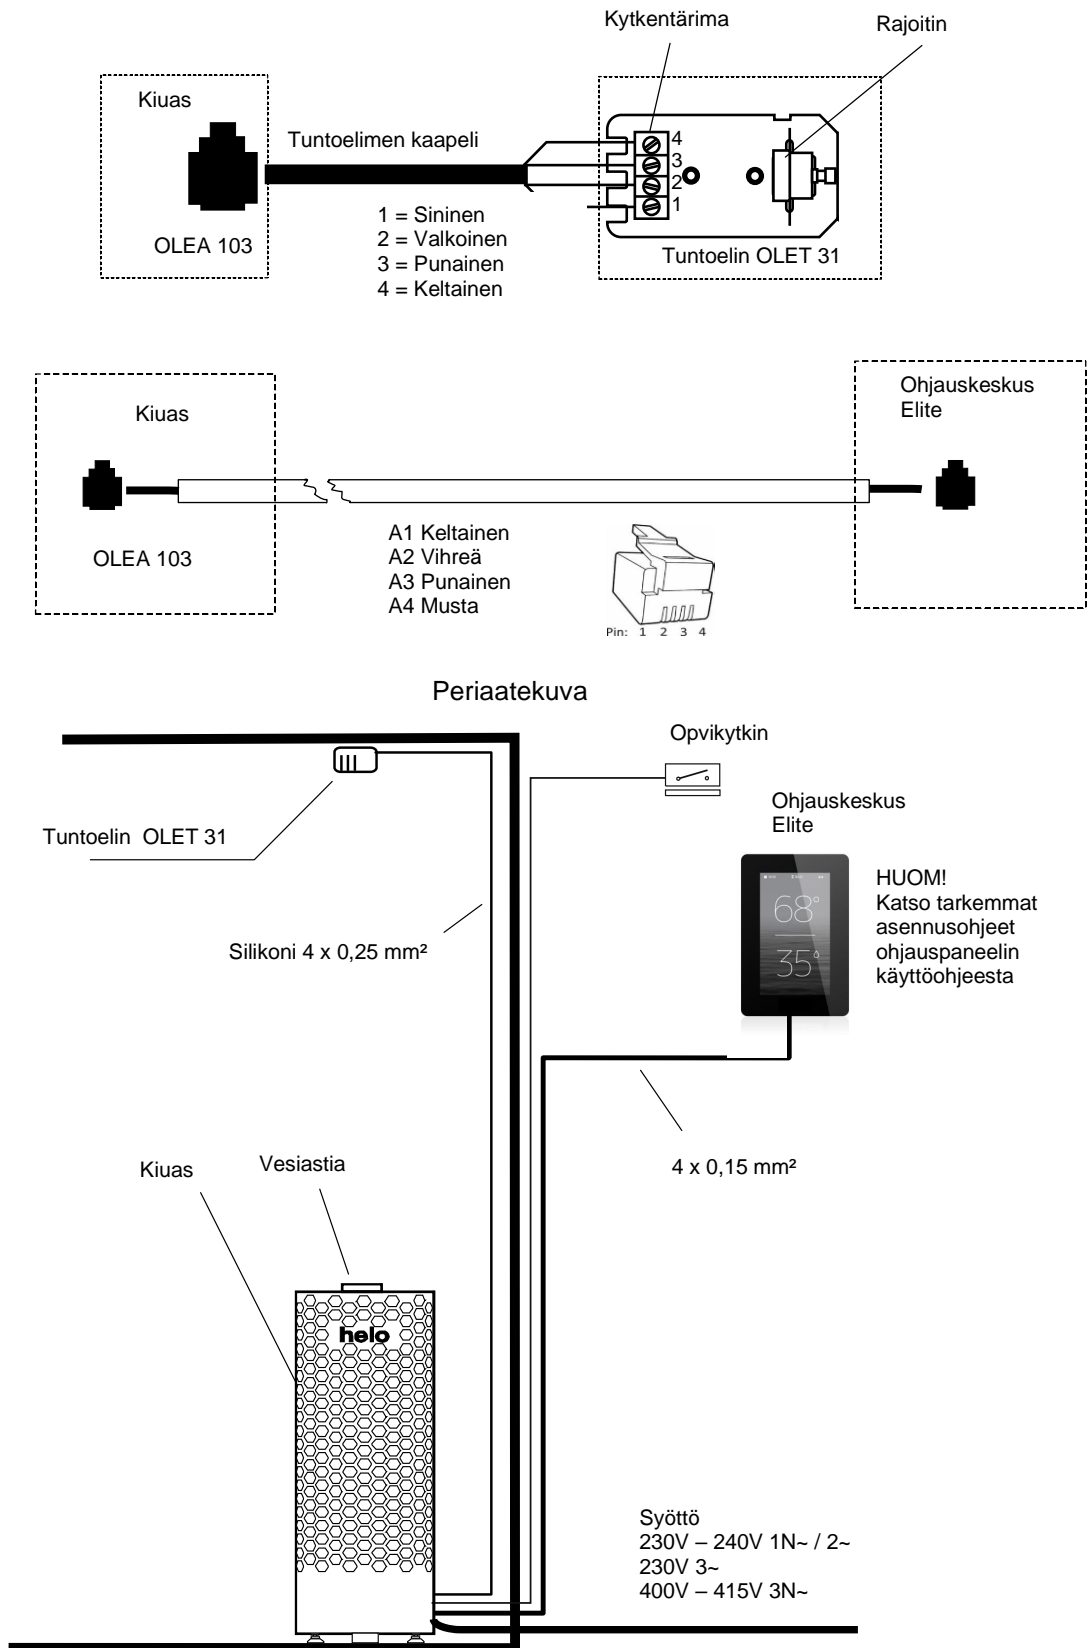 Kytkentärima
Rajoitin
Kiuas
Tuntoelimen kaapeli
4
3
2
1
OLEA 103
1 = Sininen
2 = Valkoinen
3 = Punainen
4 = Keltainen
Tuntoelin OLET 31
Kiuas
Ohjauskeskus
Elite
OLEA 103
A1 Keltainen
A2 Vihreä
A3 Punainen
A4 Musta
Pin: 1 2 3 4
Periaatekuva
Opvikytkin
Tuntoelin OLET 31
Ohjauskeskus
Elite
68°
35°
HUOM!
Katso tarkemmat
asennusohjeet
ohjauspaneelin
käyttöohjeesta
Silikoni 4 x 0,25 mm²
4 x 0,15 mm²
Kiuas
Vesiastia
helo
Syöttö
230V – 240V 1N~ / 2~
230V 3~
400V – 415V 3N~